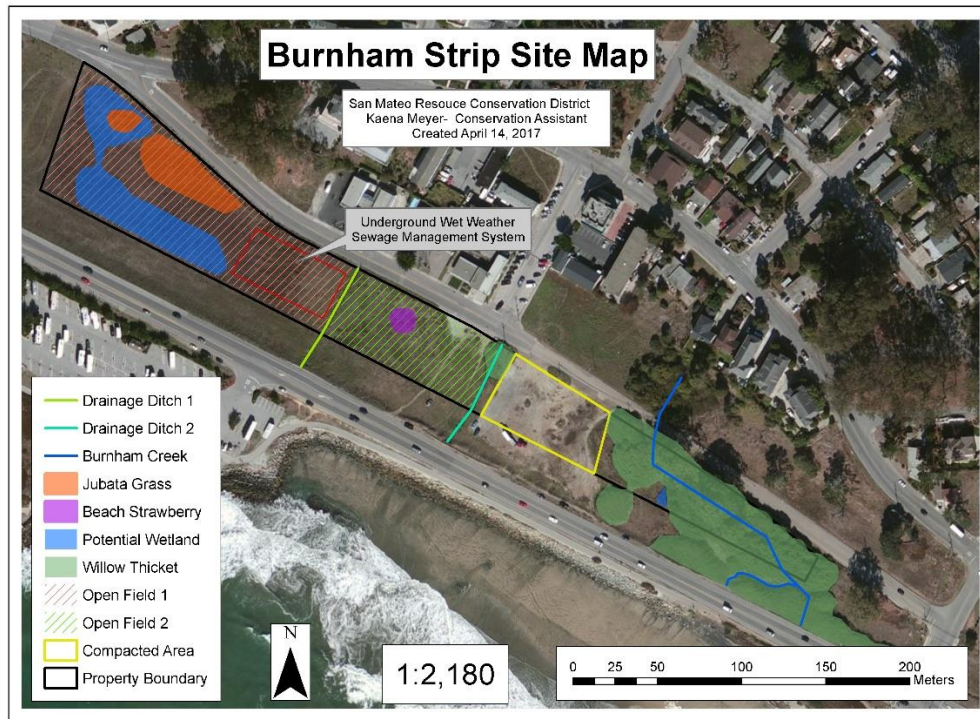 Burnham Strip Site Map
San Mateo Resouce Conservation District
Kaena Meyer- Conservation Assistant
Created April 14, 2017
Underground Wet Weather
Sewage Management System
Drainage Ditch 1
Drainage Ditch 2
Burnham Creek
Jubata Grass
Beach Strawberry
Potential Wetland
Willow Thicket
Open Field 1
Open Field 2
Compacted Area
Property Boundary
N
1:2,180
0 25 50 100 150 200
Meters